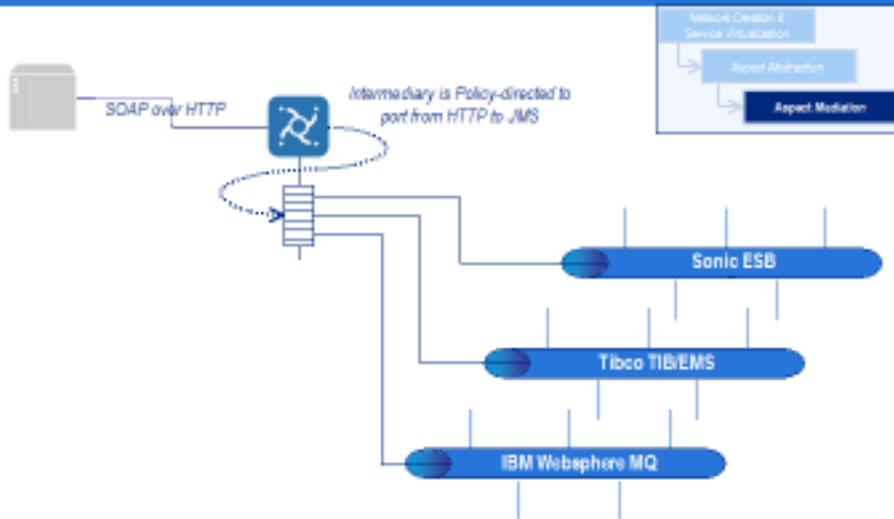 Network Creation &
Service Virtualization
Aspect Abstraction
Aspect Mediation
SOAP over HTTP
Intermediary is Policy-directed to
port from HTTP to JMS
Sonic ESB
Tibco TIB/EMS
IBM Websphere MQ